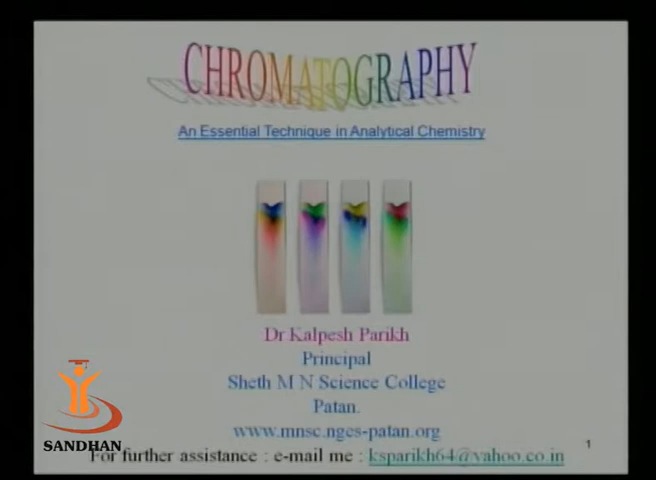 CHROMATOGRAPHY
An Essential Technique in Analytical Chemistry
Dr Kalpesh Parikh
Principal
Sheth M N Science College
Patan.
www.mnsc.nges-patan.org
SANDHAN
For further assistance : e-mail me : ksparikh64@yahoo.co.in
1